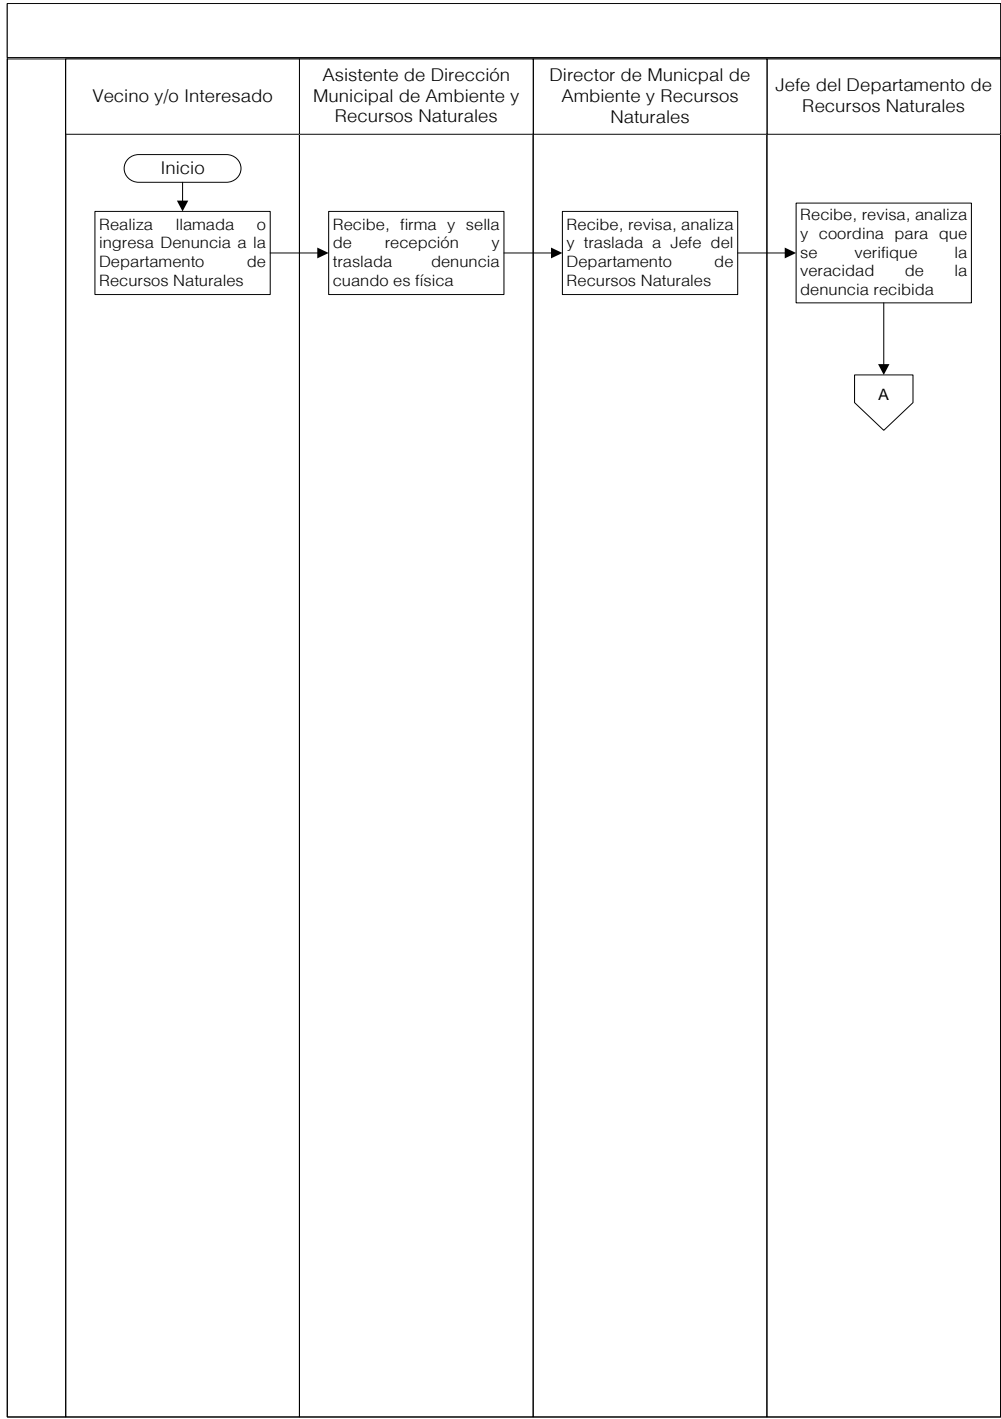 Vecino y/o Interesado
Asistente de Dirección
Municipal de Ambiente y
Recursos Naturales
Director de Municpal de
Ambiente y Recursos
Naturales
Jefe del Departamento de
Recursos Naturales
Inicio
Realiza llamada o
ingresa Denuncia a la
Departamento de
Recursos Naturales
Recibe, firma y sella
de recepción y
traslada denuncia
cuando es física
Recibe, revisa, analiza
y traslada a Jefe del
Departamento de
Recursos Naturales
Recibe, revisa, analiza
y coordina para que
se verifique la
veracidad de la
denuncia recibida
A